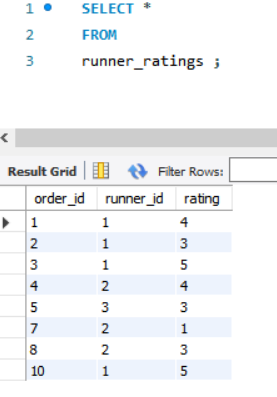 1 SELECT *
2 FROM
3 runner_ratings ;
Result Grid Filter Rows:
order_id runner_id rating
1 1 4
2 1 3
3 1 5
4 2 4
5 3 3
7 2 1
8 2 3
10 1 5